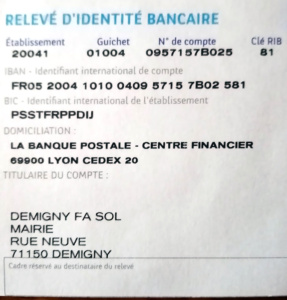 RELEVÉ D'IDENTITÉ BANCAIRE
Établissement Guichet N° de compte Clé RIB
20041 01004 0957157B025 81
IBAN - Identifiant international de compte
FR05 2004 1010 0409 5715 7B02 581
BIC - Identifiant international de l'établissement
PSSTFRPPDIJ
DOMICILIATION :
LA BANQUE POSTALE - CENTRE FINANCIER
69900 LYON CEDEX 20
TITULAIRE DU COMPTE :
DEMIGNY FA SOL
MAIRIE
RUE NEUVE
71150 DEMIGNY
Cadre réservé au destinataire du relevé